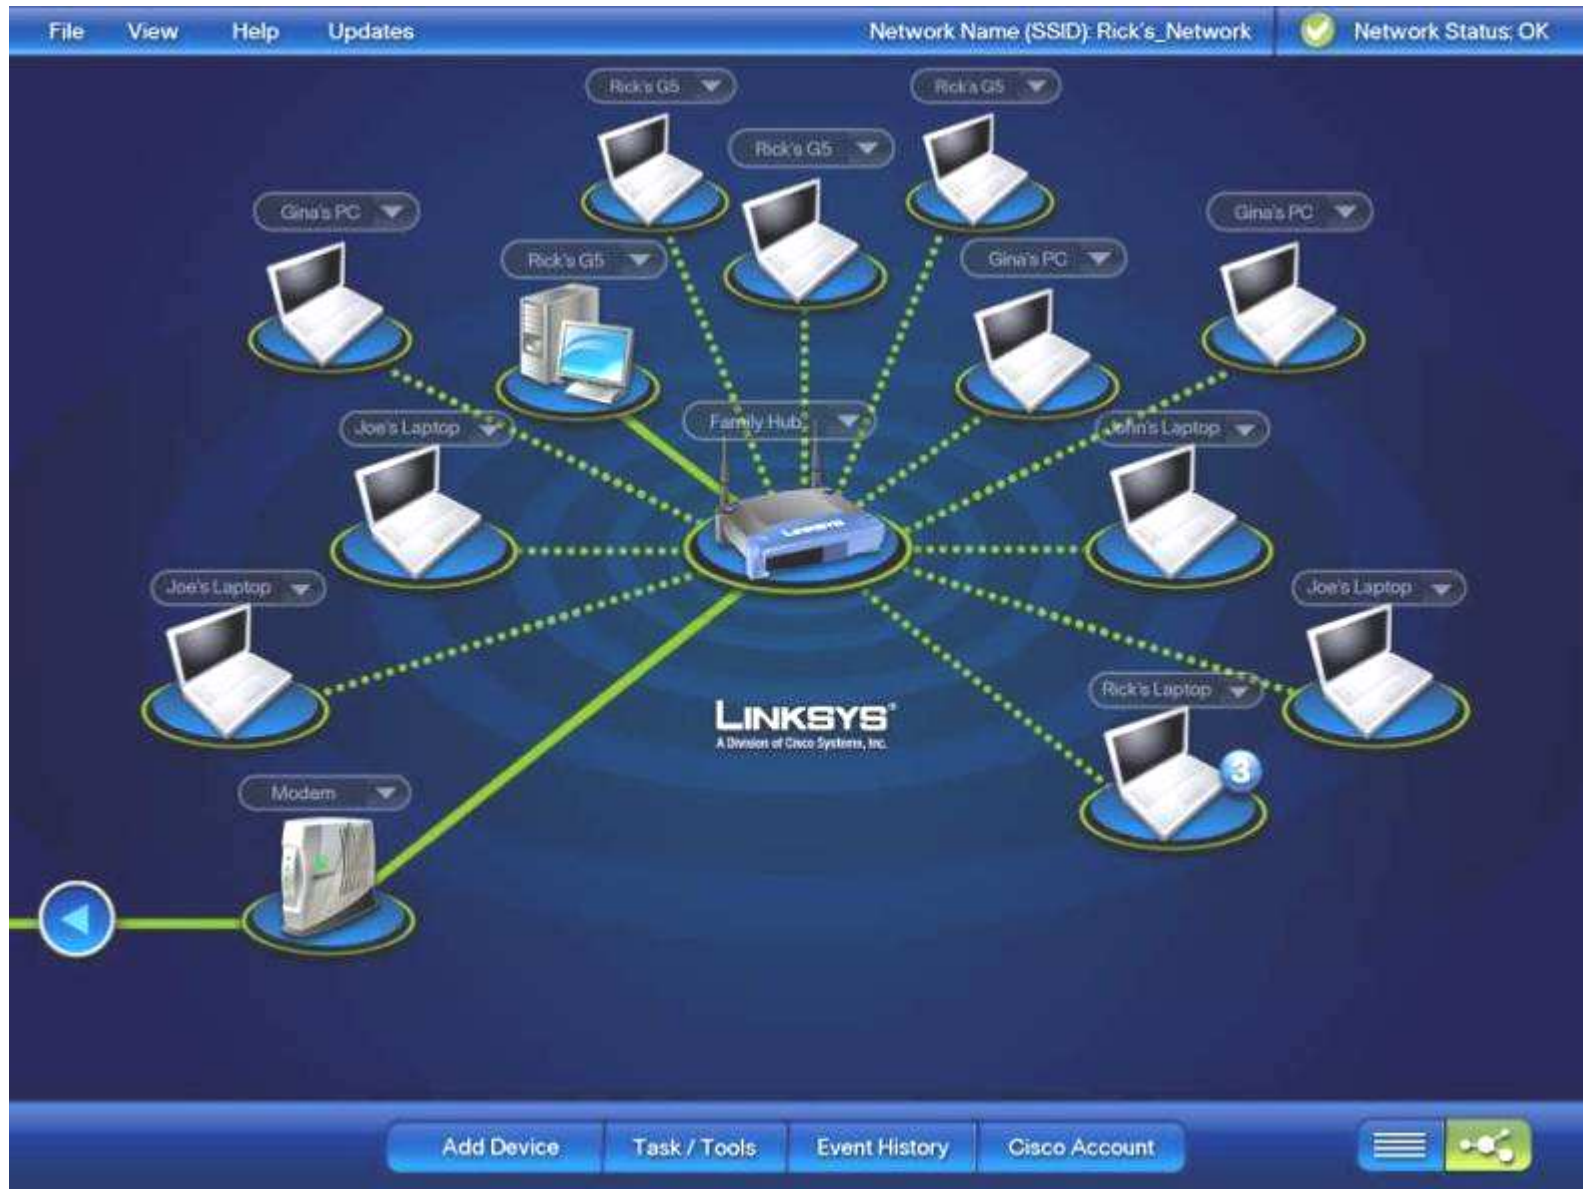 File View Help Updates Network Name (SSID): Rick's_Network Network Status: OK
Rick's G5
Rick's G5
Rick's G5
Gina's PC
Gina's PC
Rick's G5
Gina's PC
Family Hub
Joe's Laptop
John's Laptop
LINKSYS
Joe's Laptop
Joe's Laptop
Rick's Laptop
LINKSYS®
A Division of Cisco Systems, Inc.
3
Modem
Add Device Task / Tools Event History Cisco Account